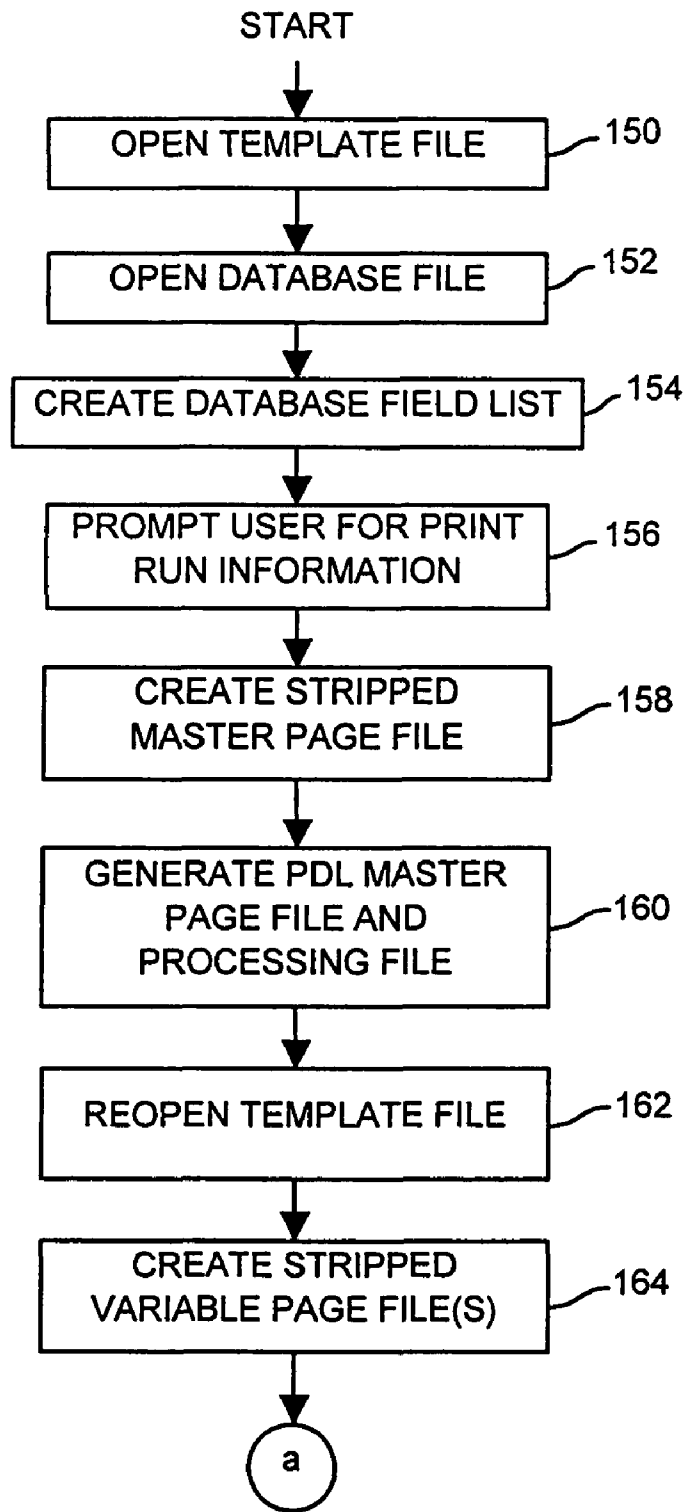 START
OPEN TEMPLATE FILE
150
OPEN DATABASE FILE
152
CREATE DATABASE FIELD LIST
154
PROMPT USER FOR PRINT
RUN INFORMATION
156
CREATE STRIPPED
MASTER PAGE FILE
158
GENERATE PDL MASTER
PAGE FILE AND
PROCESSING FILE
160
REOPEN TEMPLATE FILE
162
CREATE STRIPPED
VARIABLE PAGE FILE(S)
164
a